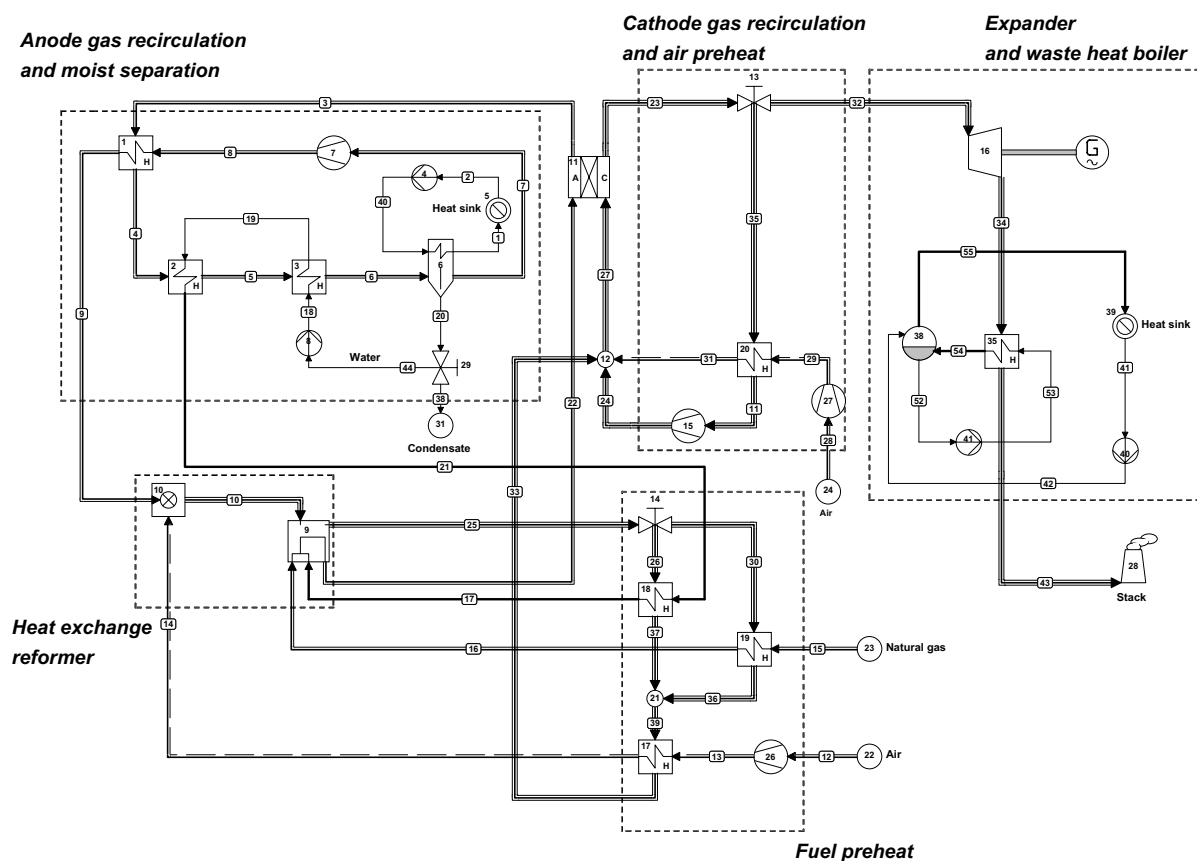 Anode gas recirculation
and moist separation
Cathode gas recirculation
and air preheat
Expander
and waste heat boiler
3
23
13
32
1
H
8
7
7
11
A
C
16
G
~
4
2
40
5
Heat sink
1
35
34
4
19
55
2
H
5
3
H
6
6
9
18
20
27
39
Heat sink
38
8
Water
44
29
12
31
20
H
29
54
35
H
41
38
22
24
11
27
52
53
31
Condensate
15
28
41
40
21
33
24
Air
42
10
10
14
9
25
26
30
28
Stack
43
17
18
H
14
37
19
H
15
23
Natural gas
16
Heat exchange
reformer
21
36
39
17
H
13
26
12
22
Air
Fuel preheat